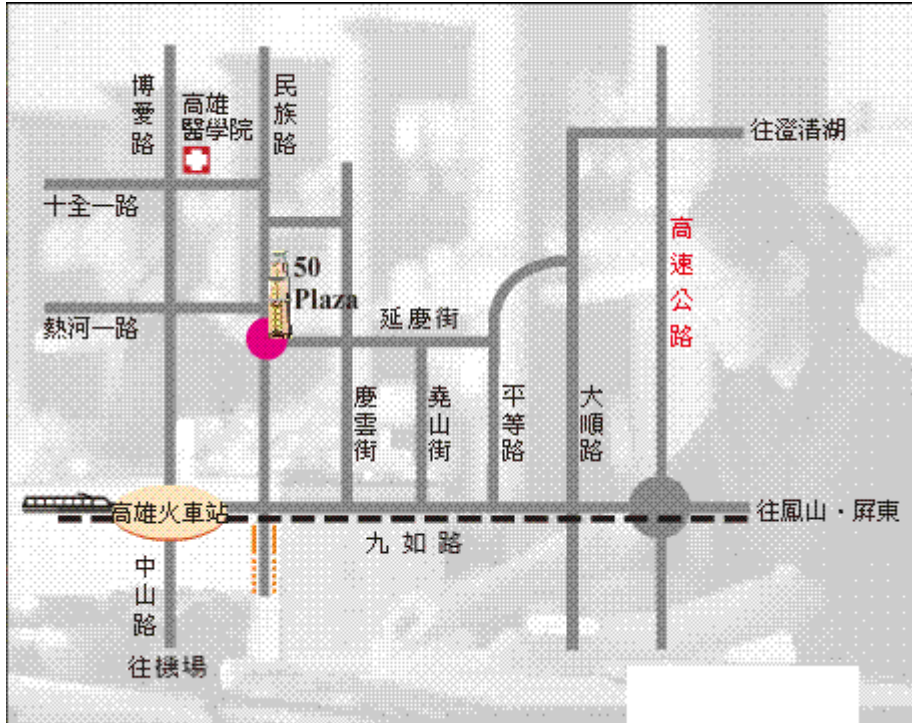 博愛路
高雄
醫學院
民族路
往澄清湖
十全一路
高速公路
50
Plaza
熱河一路
延慶街
慶雲街
堯山街
平等路
大順路
高雄火車站
往鳳山・屏東
九如路
中山路
往機場